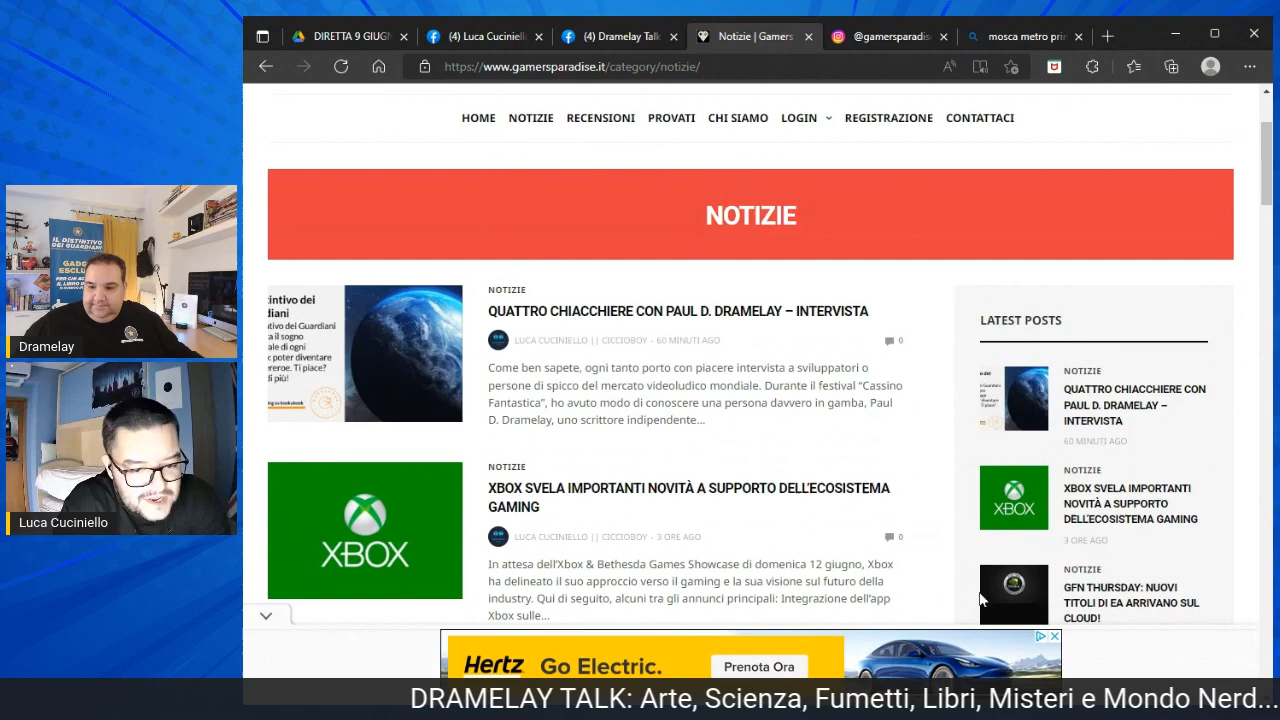 DIRETTA 9 GIUGN
(4) Luca Cuciniell
(4) Dramelay Talk
Notizie | Gamers
@gamersparadis
mosca metro prin
https://www.gamersparadise.it/category/notizie/
HOME NOTIZIE RECENSIONI PROVATI CHI SIAMO LOGIN REGISTRAZIONE CONTATTACI
NOTIZIE
NOTIZIE
QUATTRO CHIACCHIERE CON PAUL D. DRAMELAY – INTERVISTA
LUCA CUCINIELLO || CICCIOBOY - 60 MINUTI AGO 0
Come ben sapete, ogni tanto porto con piacere intervista a sviluppatori o
persone di spicco del mercato videoludico mondiale. Durante il festival “Cassino
Fantastica”, ho avuto modo di conoscere una persona davvero in gamba, Paul
D. Dramelay, uno scrittore indipendente...
NOTIZIE
XBOX SVELA IMPORTANTI NOVITÀ A SUPPORTO DELL’ECOSISTEMA
GAMING
LUCA CUCINIELLO || CICCIOBOY - 3 ORE AGO 0
In attesa dell’Xbox & Bethesda Games Showcase di domenica 12 giugno, Xbox
ha delineato il suo approccio verso il gaming e la sua visione sul futuro della
industry. Qui di seguito, alcuni tra gli annunci principali: Integrazione dell’app
Xbox sulle...
XBOX
LATEST POSTS
NOTIZIE
QUATTRO CHIACCHIERE CON
PAUL D. DRAMELAY –
INTERVISTA
60 MINUTI AGO
NOTIZIE
XBOX SVELA IMPORTANTI
NOVITÀ A SUPPORTO
DELL’ECOSISTEMA GAMING
3 ORE AGO
XBOX
NOTIZIE
GFN THURSDAY: NUOVI
TITOLI DI EA ARRIVANO SUL
CLOUD!
Hertz Go Electric. Prenota Ora
IL DISTINTIVO
DEI GUARDIANI
Dramelay
Luca Cuciniello
DRAMELAY TALK: Arte, Scienza, Fumetti, Libri, Misteri e Mondo Nerd...